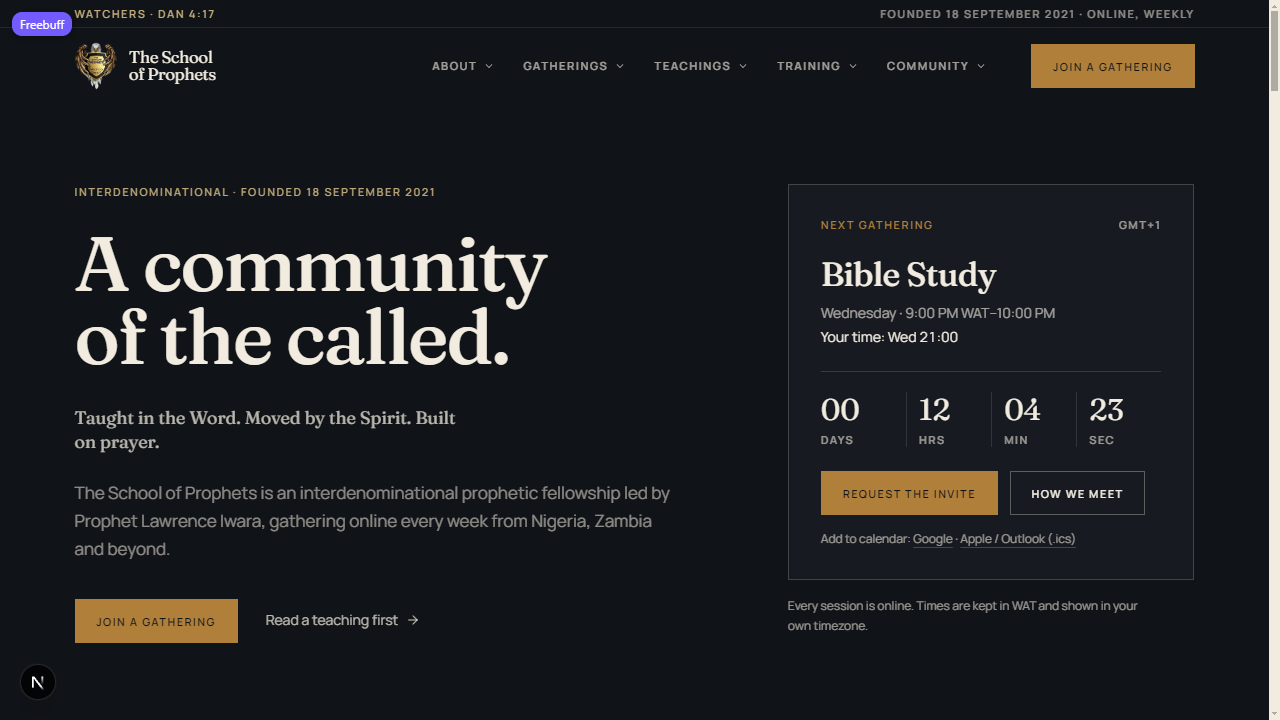 Freebuff
WATCHERS · DAN 4:17
FOUNDED 18 SEPTEMBER 2021 · ONLINE, WEEKLY
The School
of Prophets
ABOUT
GATHERINGS
TEACHINGS
TRAINING
COMMUNITY
JOIN A GATHERING
INTERDENOMINATIONAL · FOUNDED 18 SEPTEMBER 2021
A community
of the called.
Taught in the Word. Moved by the Spirit. Built
on prayer.
The School of Prophets is an interdenominational prophetic fellowship led by
Prophet Lawrence Iwara, gathering online every week from Nigeria, Zambia
and beyond.
JOIN A GATHERING
Read a teaching first →
NEXT GATHERING
GMT+1
Bible Study
Wednesday · 9:00 PM WAT–10:00 PM
Your time: Wed 21:00
00 12 04 23
DAYS HRS MIN SEC
REQUEST THE INVITE
HOW WE MEET
Add to calendar: Google · Apple / Outlook (.ics)
Every session is online. Times are kept in WAT and shown in your
own timezone.
N